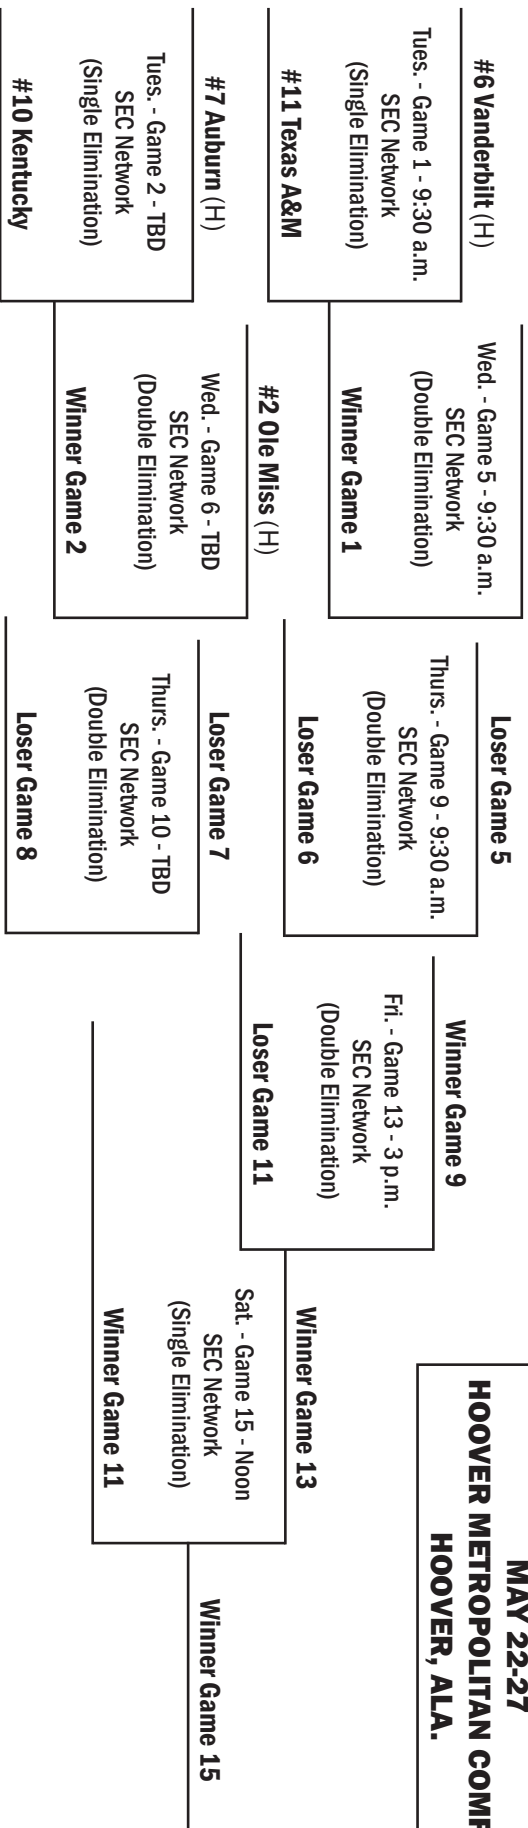 MAY 22-27
HOOVER METROPOLITAN
HOOVER, ALA.
Wed. - Game 5 - 9:30 a.m.
SEC Network
(Double Elimination)
Winner Game 1
#6 Vanderbilt (H)
Tues. - Game 1 - 9:30 a.m.
SEC Network
(Single Elimination)
#11 Texas A&M
#2 Ole Miss (H)
Wed. - Game 6 - TBD
SEC Network
(Double Elimination)
Winner Game 2
#7 Auburn (H)
Tues. - Game 2 - TBD
SEC Network
(Single Elimination)
#10 Kentucky
Loser Game 5
Thurs. - Game 9 - 9:30 a.m.
SEC Network
(Double Elimination)
Loser Game 6
Loser Game 7
Thurs. - Game 10 - TBD
SEC Network
(Double Elimination)
Loser Game 8
Winner Game 9
Fri. - Game 13 - 3 p.m.
SEC Network
(Double Elimination)
Loser Game 11
Winner Game 13
Sat. - Game 15 - Noon
SEC Network
(Single Elimination)
Winner Game 11
Winner Game 15